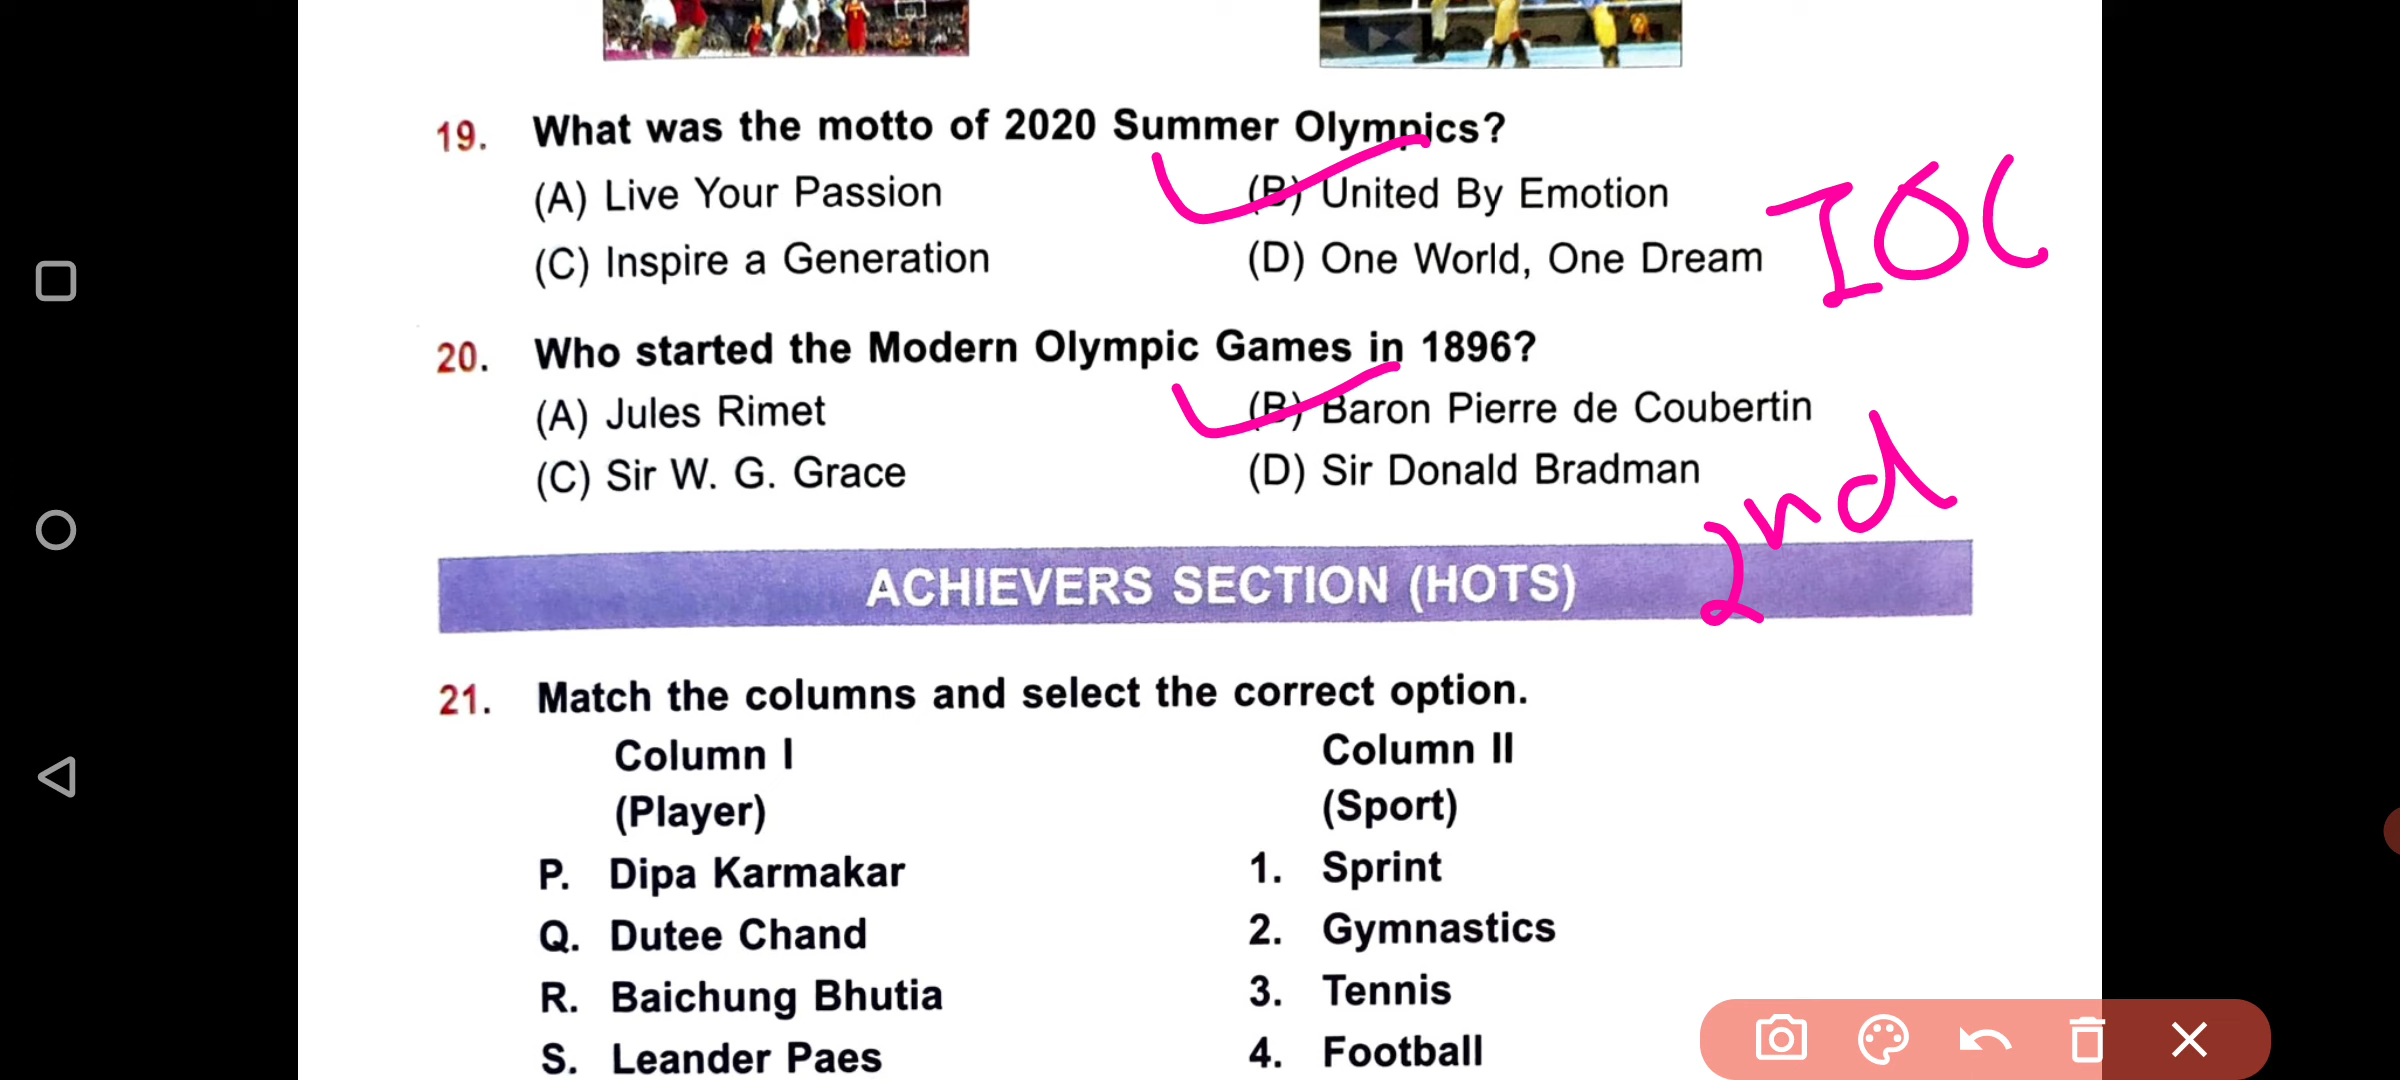 19. What was the motto of 2020 Summer Olympics?
(A) Live Your Passion (B) United By Emotion
(C) Inspire a Generation (D) One World, One Dream
IOC
20. Who started the Modern Olympic Games in 1896?
(A) Jules Rimet (B) Baron Pierre de Coubertin
(C) Sir W. G. Grace (D) Sir Donald Bradman
2nd
ACHIEVERS SECTION (HOTS)
21. Match the columns and select the correct option.
Column I Column II
(Player) (Sport)
P. Dipa Karmakar 1. Sprint
Q. Dutee Chand 2. Gymnastics
R. Baichung Bhutia 3. Tennis
S. Leander Paes 4. Football